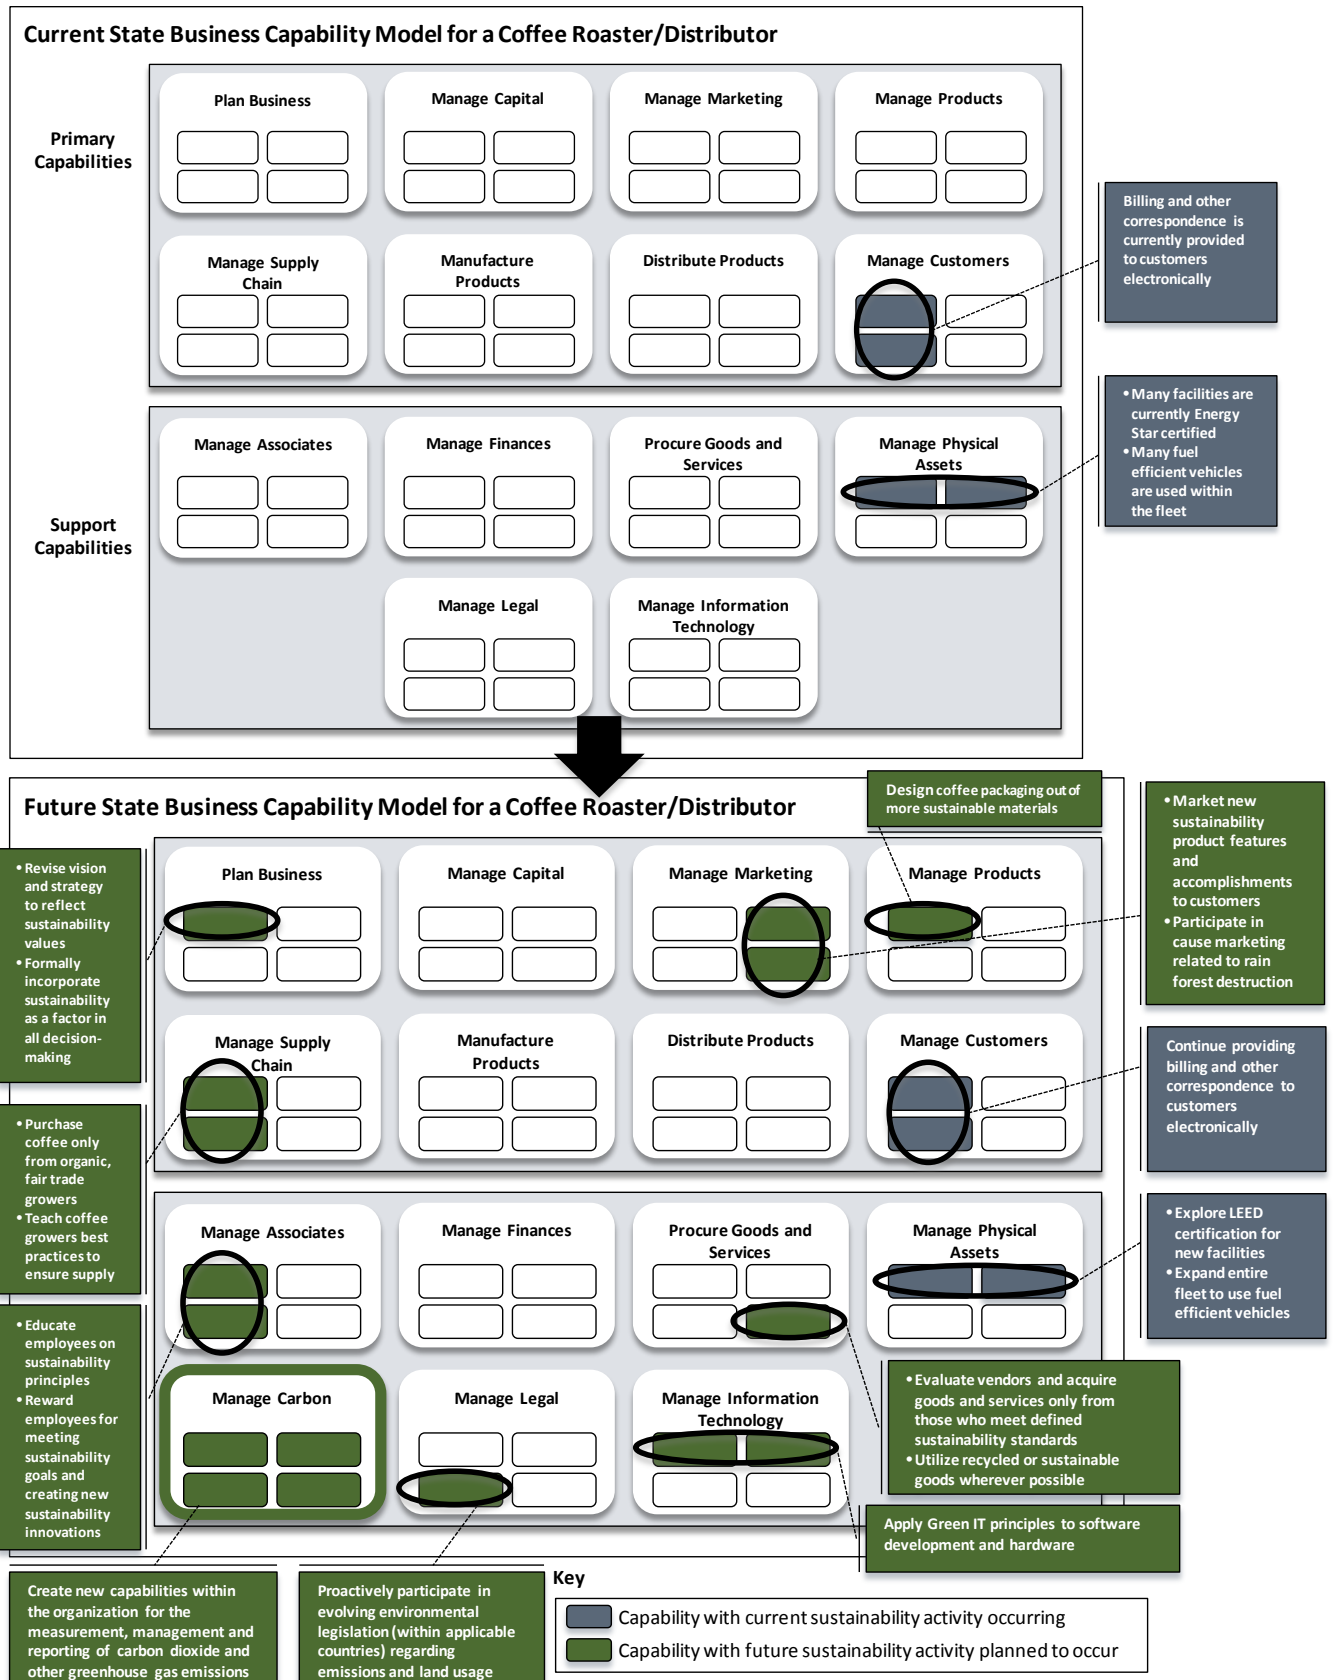 Current State Business Capability Model for a Coffee Roaster/Distributor
Primary
Capabilities
Plan Business
Manage Capital
Manage Marketing
Manage Products
Manage Supply
Chain
Manufacture
Products
Distribute Products
Manage Customers
Billing and other
correspondence is
currently provided
to customers
electronically
Support
Capabilities
Manage Associates
Manage Finances
Procure Goods and
Services
Manage Physical
Assets
• Many facilities are
currently Energy
Star certified
• Many fuel
efficient vehicles
are used within
the fleet
Manage Legal
Manage Information
Technology
Future State Business Capability Model for a Coffee Roaster/Distributor
Design coffee packaging out of
more sustainable materials
• Market new
sustainability
product features
and
accomplishments
to customers
• Participate in
cause marketing
related to rain
forest destruction
• Revise vision
and strategy
to reflect
sustainability
values
• Formally
incorporate
sustainability
as a factor in
all decision-
making
Plan Business
Manage Capital
Manage Marketing
Manage Products
Manage Supply
Chain
Manufacture
Products
Distribute Products
Manage Customers
Continue providing
billing and other
correspondence to
customers
electronically
• Purchase
coffee only
from organic,
fair trade
growers
• Teach coffee
growers best
practices to
ensure supply
Manage Associates
Manage Finances
Procure Goods and
Services
Manage Physical
Assets
• Explore LEED
certification for
new facilities
• Expand entire
fleet to use fuel
efficient vehicles
• Educate
employees on
sustainability
principles
• Reward
employees for
meeting
sustainability
goals and
creating new
sustainability
innovations
Manage Carbon
Manage Legal
Manage Information
Technology
• Evaluate vendors and acquire
goods and services only from
those who meet defined
sustainability standards
• Utilize recycled or sustainable
goods wherever possible
Apply Green IT principles to software
development and hardware
Create new capabilities within
the organization for the
measurement, management and
reporting of carbon dioxide and
other greenhouse gas emissions
Proactively participate in
evolving environmental
legislation (within applicable
countries) regarding
emissions and land usage
Key
Capability with current sustainability activity occurring
Capability with future sustainability activity planned to occur